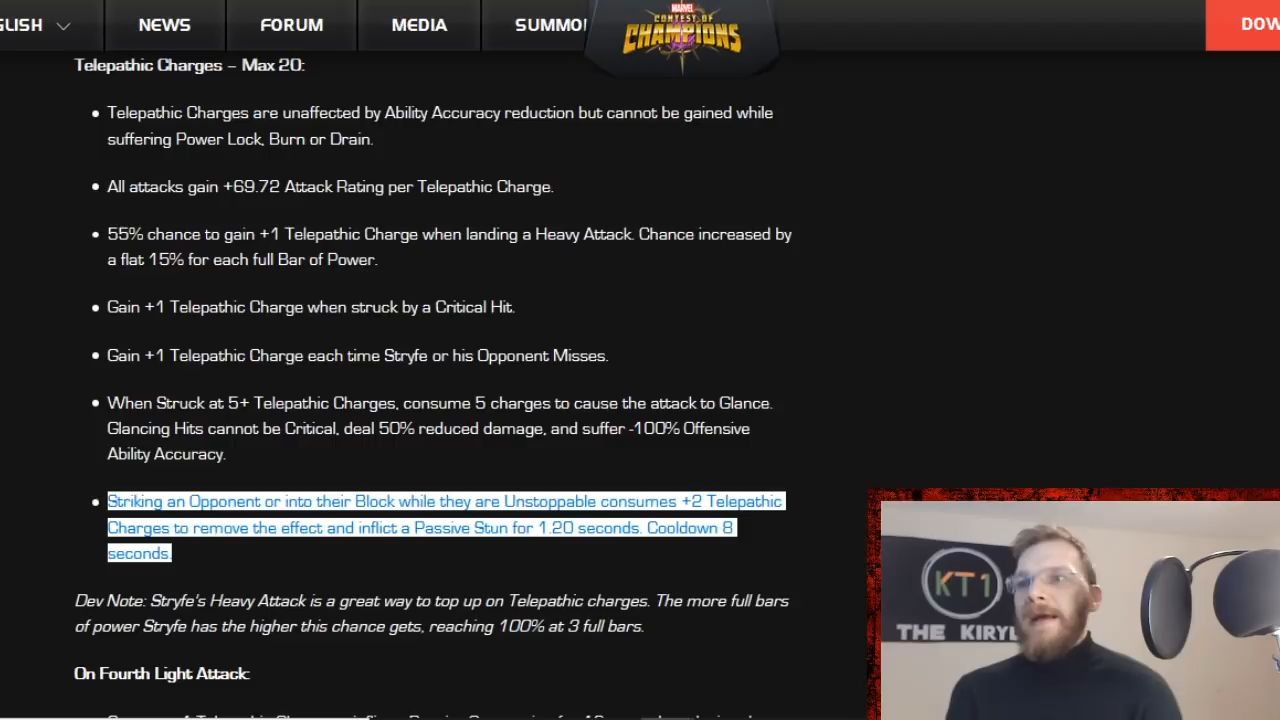 GLISH
NEWS
FORUM
MEDIA
SUMMO
MARVEL
CONTEST OF
CHAMPIONS
DOW
Telepathic Charges – Max 20:
• Telepathic Charges are unaffected by Ability Accuracy reduction but cannot be gained while
suffering Power Lock, Burn or Drain.
• All attacks gain +69.72 Attack Rating per Telepathic Charge.
• 55% chance to gain +1 Telepathic Charge when landing a Heavy Attack. Chance increased by
a flat 15% for each full Bar of Power.
• Gain +1 Telepathic Charge when struck by a Critical Hit.
• Gain +1 Telepathic Charge each time Stryfe or his Opponent Misses.
• When Struck at 5+ Telepathic Charges, consume 5 charges to cause the attack to Glance.
Glancing Hits cannot be Critical, deal 50% reduced damage, and suffer -100% Offensive
Ability Accuracy.
• Striking an Opponent or into their Block while they are Unstoppable consumes +2 Telepathic
Charges to remove the effect and inflict a Passive Stun for 1.20 seconds. Cooldown 8
seconds.
Dev Note: Stryfe's Heavy Attack is a great way to top up on Telepathic charges. The more full bars
of power Stryfe has the higher this chance gets, reaching 100% at 3 full bars.
On Fourth Light Attack:
KT1
THE KIRYL